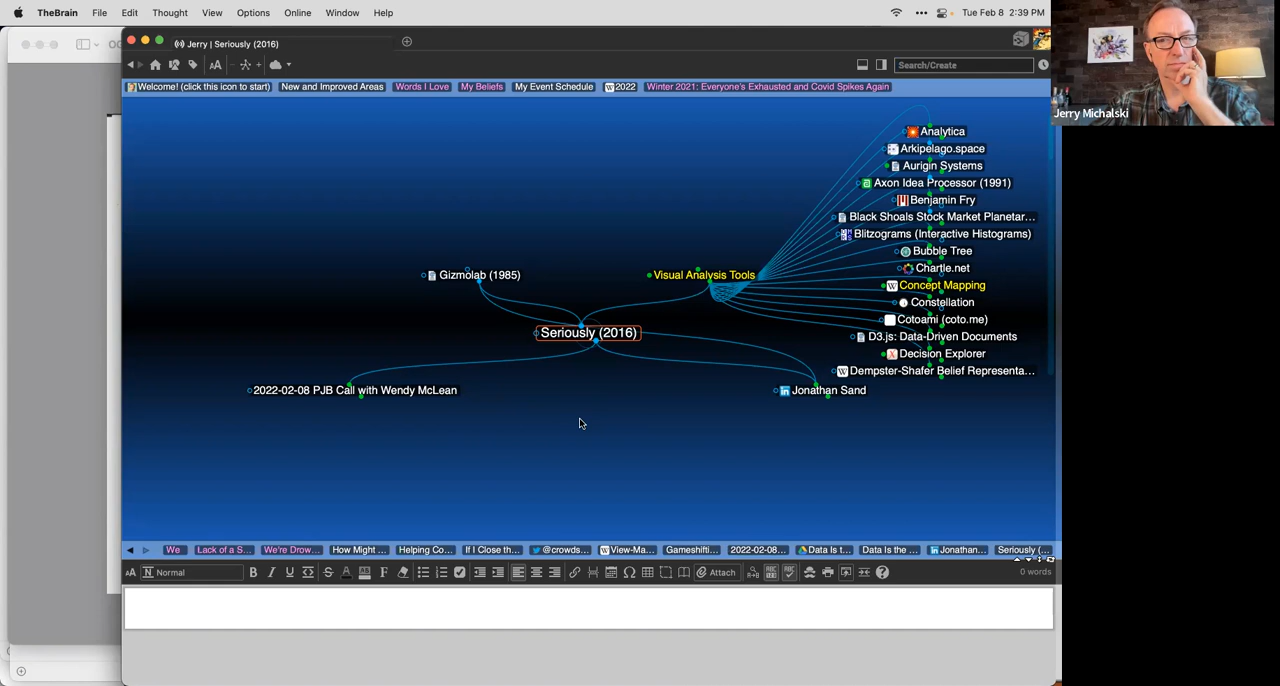 TheBrain File Edit Thought View Options Online Window Help Tue Feb 8 2:39 PM
Jerry | Seriously (2016)
AA Search/Create
Welcome! (click this icon to start) New and Improved Areas Words I Love My Beliefs My Event Schedule 2022 Winter 2021: Everyone's Exhausted and Covid Spikes Again
Jerry Michalski
Analytica
Arkipelago.space
Aurigin Systems
Axon Idea Processor (1991)
Benjamin Fry
Black Shoals Stock Market Planetar...
Blitzograms (Interactive Histograms)
Bubble Tree
Chartle.net
Gizmolab (1985) Visual Analysis Tools
Concept Mapping
Constellation
Cotoami (coto.me)
Seriously (2016)
D3.js: Data-Driven Documents
Decision Explorer
Dempster-Shafer Belief Representa...
2022-02-08 PJB Call with Wendy McLean Jonathan Sand
We Lack of a S... We're Drow... How Might ... Helping Co... If I Close th... @crowds... View-Ma... Gameshifti... 2022-02-08... Data Is t... Data Is the ... Jonathan... Seriously (...
AA N Normal B I U S A F Attach 0 words